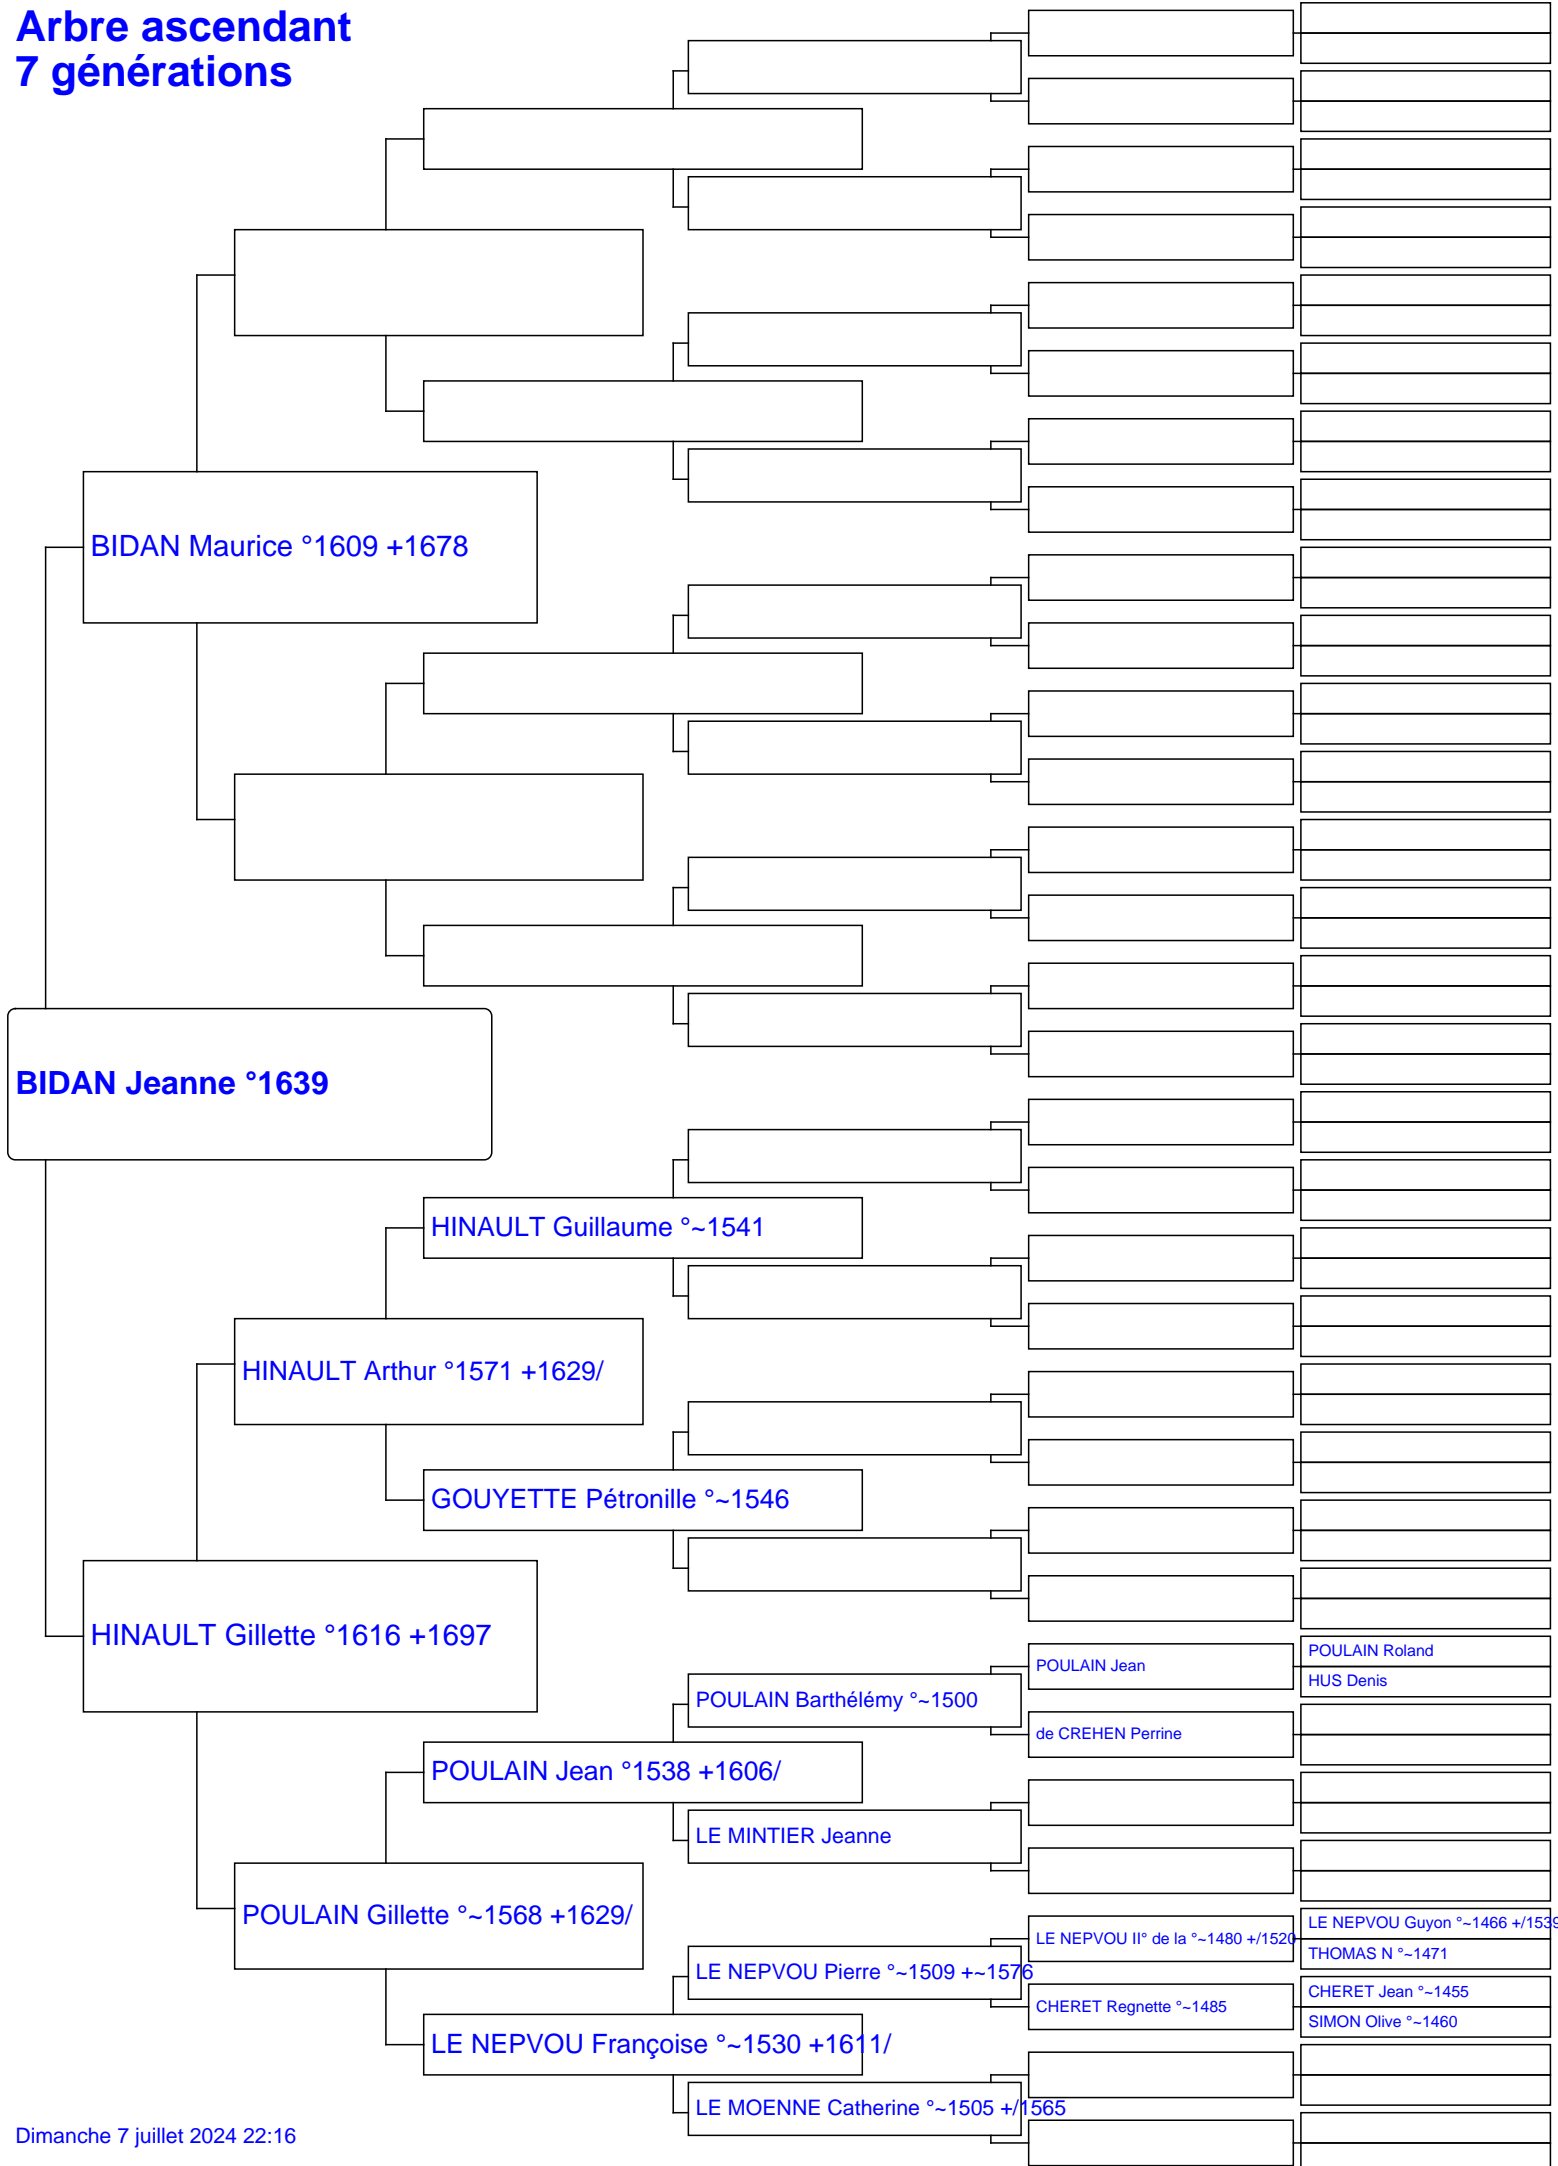 Arbre ascendant
7 générations
BIDAN Maurice °1609 +1678
BIDAN Jeanne °1639
HINAULT Guillaume °~1541
HINAULT Arthur °1571 +1629/
GOUYETTE Pétronille °~1546
HINAULT Gillette °1616 +1697
POULAIN Roland
POULAIN Jean
HUS Denis
POULAIN Barthélémy °~1500
de CREHEN Perrine
POULAIN Jean °1538 +1606/
LE MINTIER Jeanne
POULAIN Gillette °~1568 +1629/
LE NEPVOU Guyon °~1466 +/1539
LE NEPVOU II° de la °~1480 +/1520
THOMAS N °~1471
LE NEPVOU Pierre °~1509 +~1576
CHERET Jean °~1455
CHERET Regnette °~1485
SIMON Olive °~1460
LE NEPVOU Françoise °~1530 +1611/
LE MOENNE Catherine °~1505 +/1565
Dimanche 7 juillet 2024 22:16